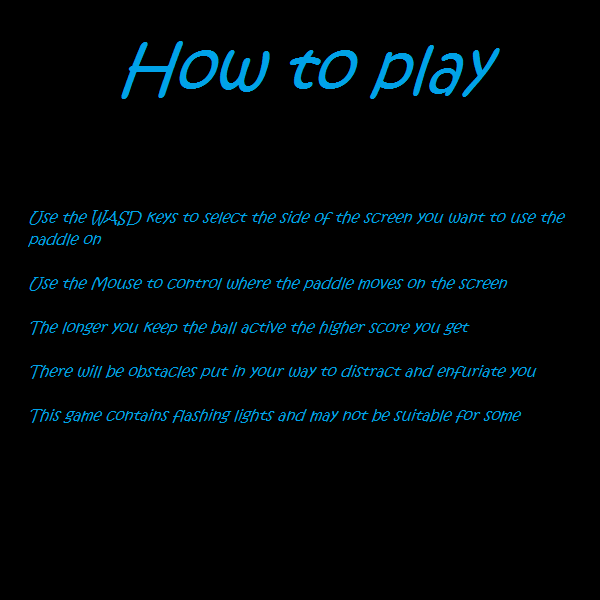 How to play
Use the WASD keys to select the side of the screen you want to use the
paddle on
Use the Mouse to control where the paddle moves on the screen
The longer you keep the ball active the higher score you get
There will be obstacles put in your way to distract and enfuriate you
This game contains flashing lights and may not be suitable for some